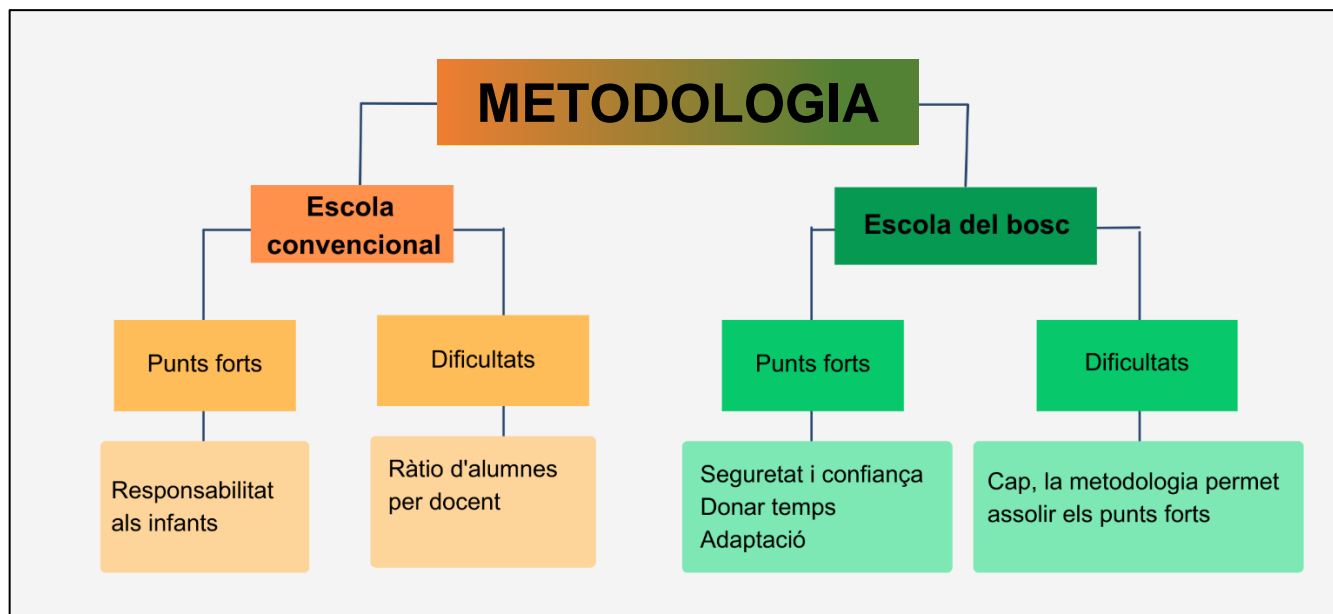 METODOLOGIA
Escola
convencional
Escola del bosc
Punts forts
Dificultats
Punts forts
Dificultats
Responsabilitat
als infants
Ràtio d'alumnes
per docent
Seguretat i confiança
Donar temps
Adaptació
Cap, la metodologia permet
assolir els punts forts